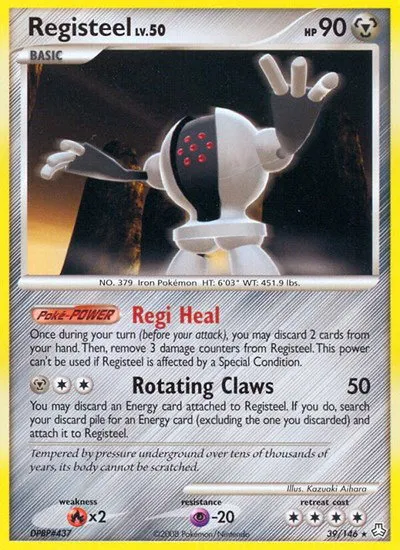 Registeel LV.50 HP 90
BASIC
NO. 379 Iron Pokémon HT: 6'03" WT: 451.9 lbs.
Poké-POWER Regi Heal
Once during your turn (before your attack), you may discard 2 cards from
your hand. Then, remove 3 damage counters from Registeel. This power
can't be used if Registeel is affected by a Special Condition.
Rotating Claws 50
You may discard an Energy card attached to Registeel. If you do, search
your discard pile for an Energy card (excluding the one you discarded) and
attach it to Registeel.
Tempered by pressure underground over tens of thousands of
years, its body cannot be scratched.
Illus. Kazuaki Aihara
weakness resistance retreat cost
x2 -20
DPBP#437 ©2008 Pokémon/Nintendo 39/146